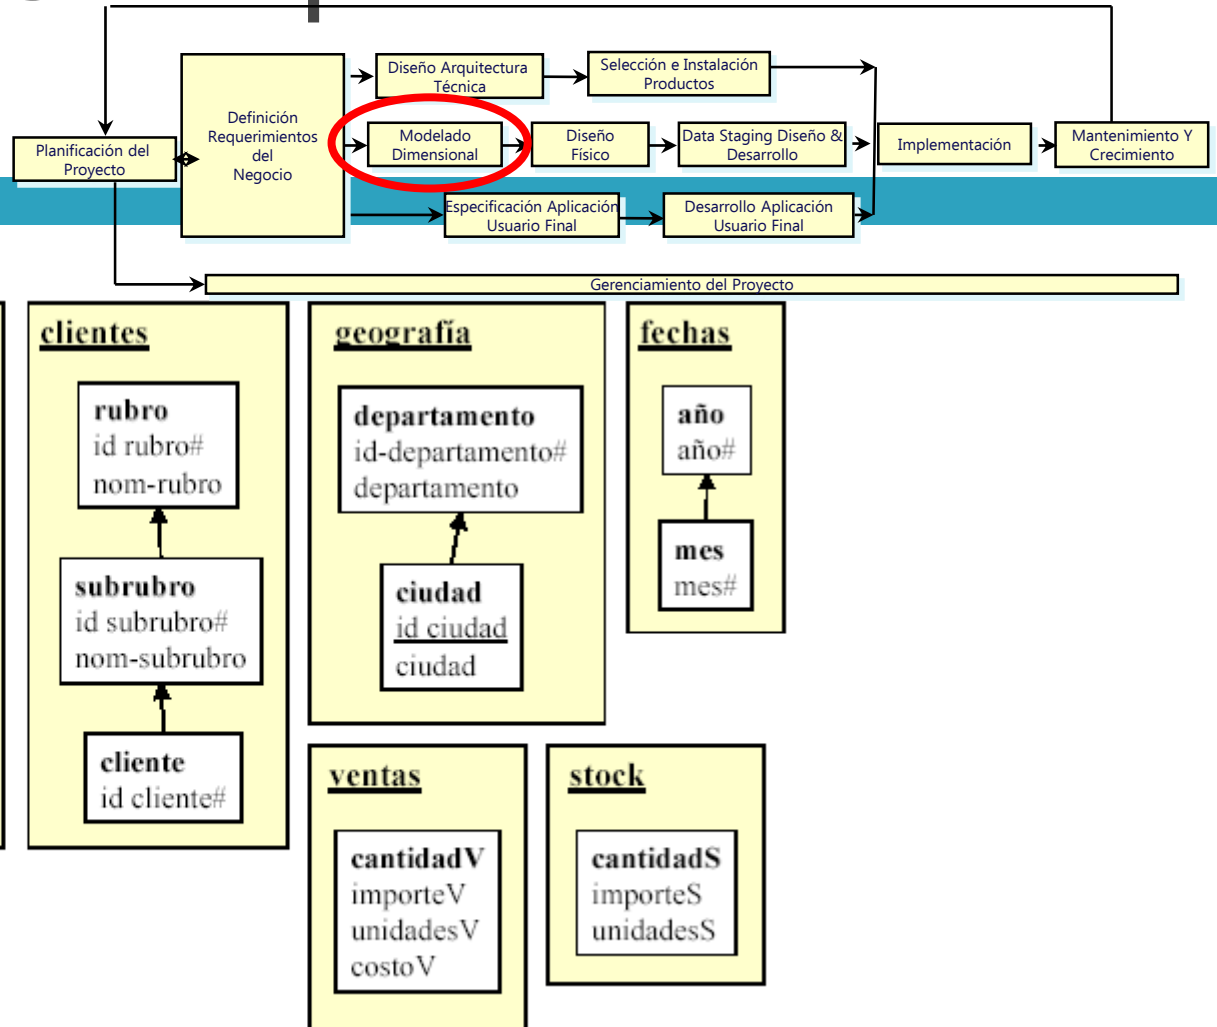 Diseño Arquitectura
Técnica
Selección e Instalación
Productos
Definición
Requerimientos
del
Negocio
Modelado
Dimensional
Diseño
Físico
Data Staging Diseño &
Desarrollo
Implementación
Mantenimiento Y
Crecimiento
Planificación del
Proyecto
Especificación Aplicación
Usuario Final
Desarrollo Aplicación
Usuario Final
Gerenciamiento del Proyecto
clientes
rubro
id rubro#
nom-rubro
subrubro
id subrubro#
nom-subrubro
cliente
id cliente#
geografía
departamento
id-departamento#
departamento
ciudad
id ciudad
ciudad
fechas
año
año#
mes
mes#
ventas
cantidadV
importeV
unidadesV
costoV
stock
cantidadS
importeS
unidadesS